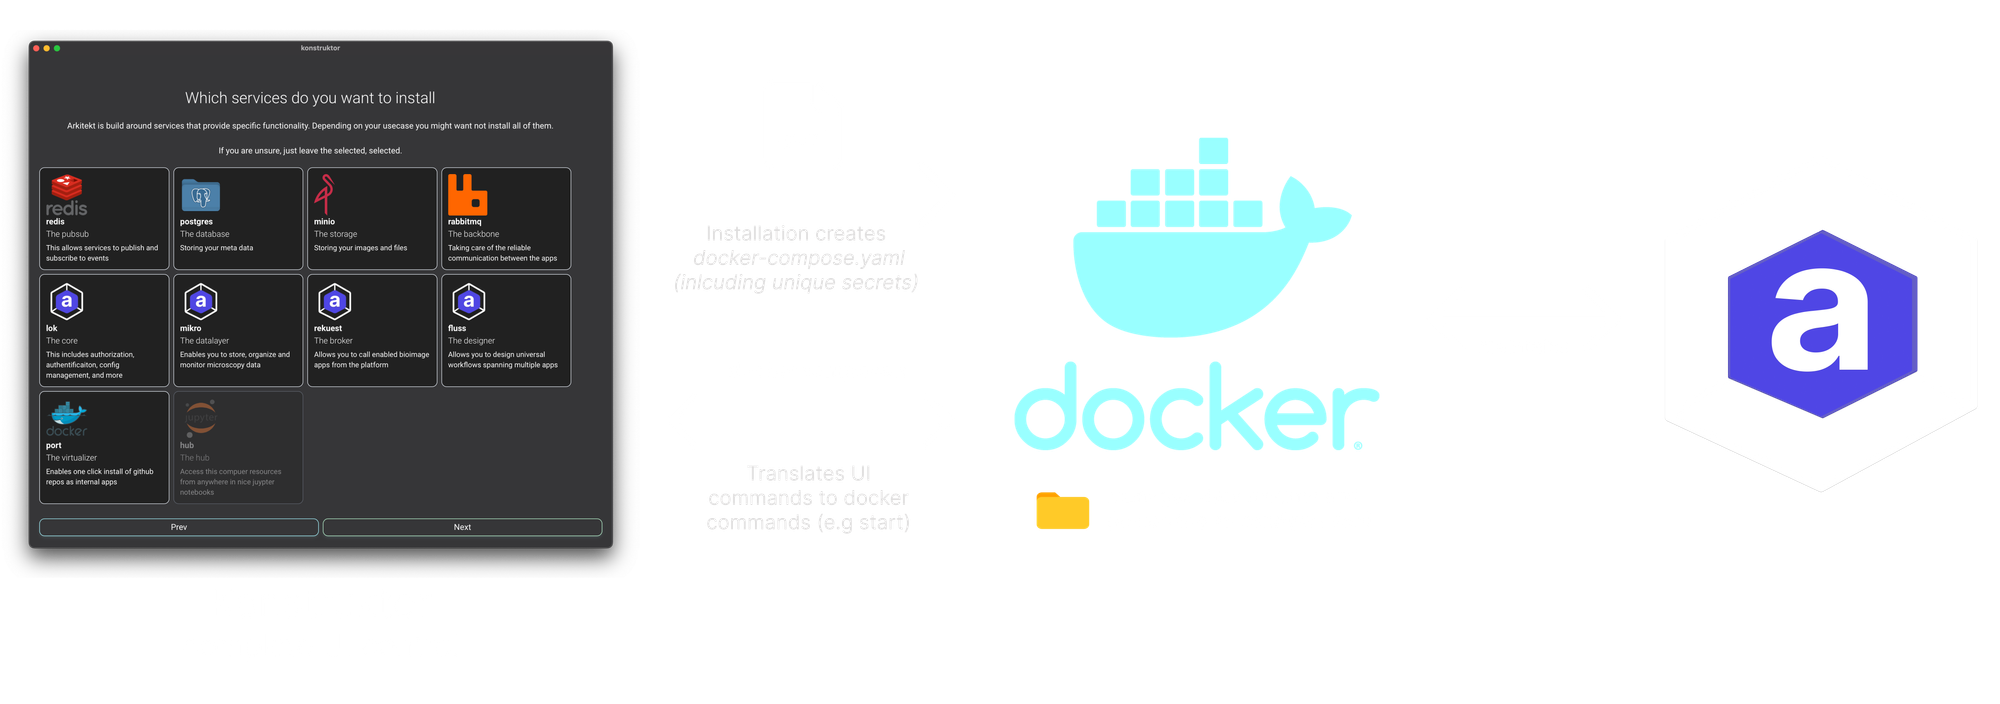 konstruktor
Which services do you want to install
Arkitekt is build around services that provide specific functionality. Depending on your usecase you might want not install all of them.
If you are unsure, just leave the selected, selected.
redis
redis
The pubsub
This allows services to publish and
subscribe to events
postgres
The database
Storing your meta data
minio
The storage
Storing your images and files
rabbitmq
The backbone
Taking care of the reliable
communication between the apps
a
lok
The core
This includes authorization,
authentificaiton, config
management, and more
a
mikro
The datalayer
Enables you to store, organize and
monitor microscopy data
a
rekuest
The broker
Allows you to call enabled bioimage
apps from the platform
a
fluss
The designer
Allows you to design universal
workflows spanning multiple apps
docker
port
The virtualizer
Enables one click install of github
repos as internal apps
jupyter
hub
The hub
Access this compuer resources
from anywhere in nice juypter
notebooks
Prev
Next
Installation creates
docker-compose.yaml
(inlcuding unique secrets)
Translates UI
commands to docker
commands (e.g start)
docker®
a